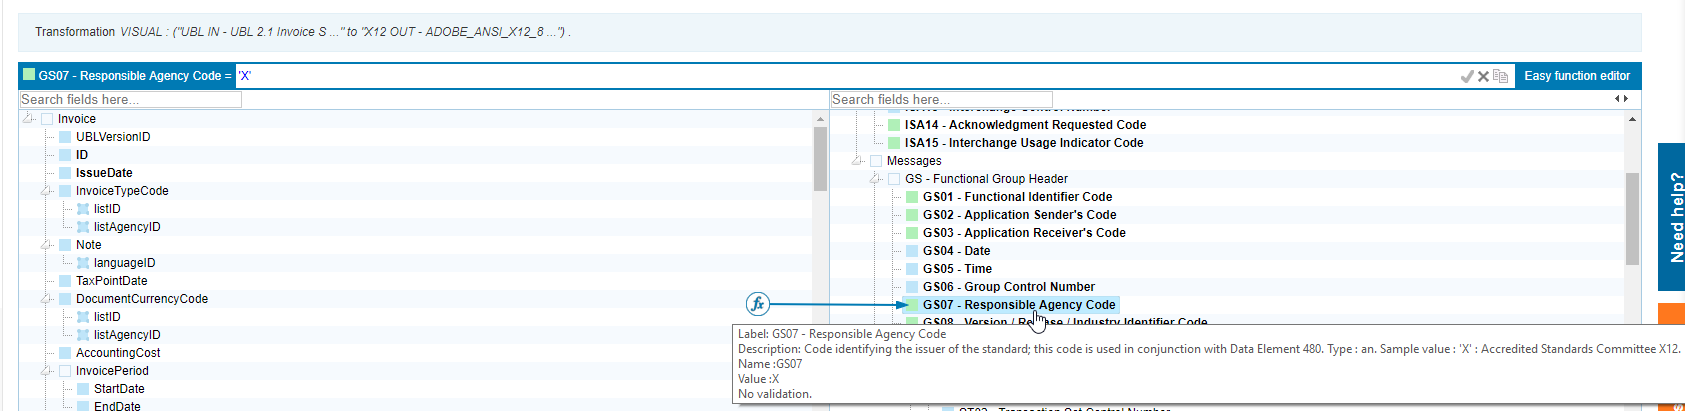 Transformation VISUAL : ("UBL IN - UBL 2.1 Invoice S ..." to "X12 OUT - ADOBE_ANSI_X12_8 ...") .
GS07 - Responsible Agency Code = 'X'
Easy function editor
Search fields here...
Invoice
UBLVersionID
ID
IssueDate
InvoiceTypeCode
listID
listAgencyID
Note
languageID
TaxPointDate
DocumentCurrencyCode
listID
listAgencyID
AccountingCost
InvoicePeriod
StartDate
EndDate
fx
Search fields here...
ISA14 - Acknowledgment Requested Code
ISA15 - Interchange Usage Indicator Code
Messages
GS - Functional Group Header
GS01 - Functional Identifier Code
GS02 - Application Sender's Code
GS03 - Application Receiver's Code
GS04 - Date
GS05 - Time
GS06 - Group Control Number
GS07 - Responsible Agency Code
GS08 - Version / Release / Industry Identifier Code
Label: GS07 - Responsible Agency Code
Description: Code identifying the issuer of the standard; this code is used in conjunction with Data Element 480. Type : an. Sample value : 'X' : Accredited Standards Committee X12.
Name :GS07
Value :X
No validation.
Need help?